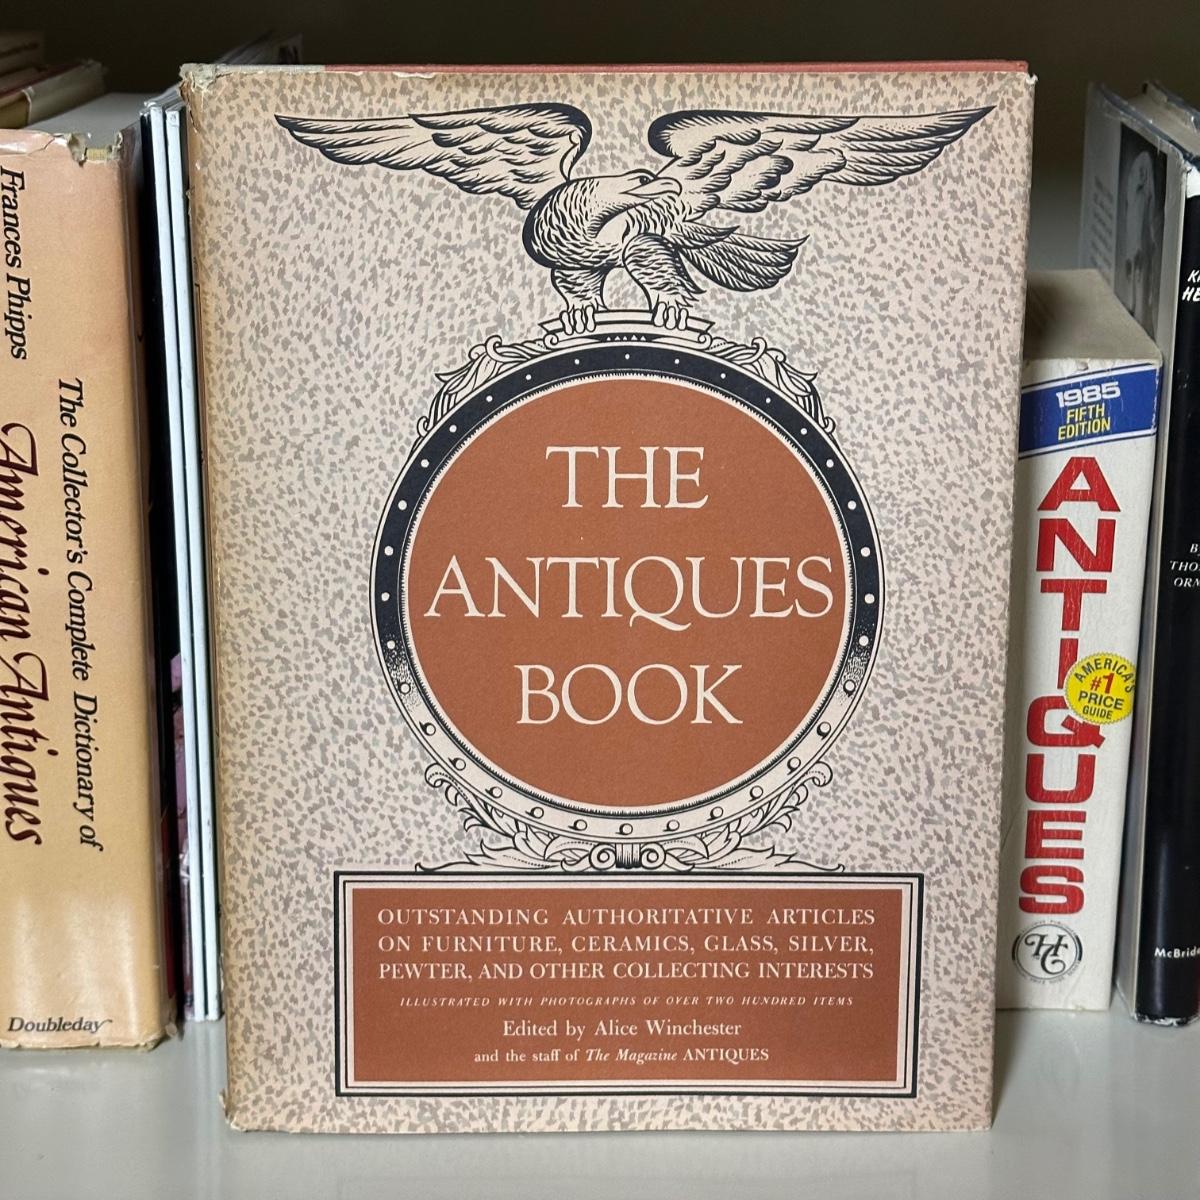 Frances Phipps
The Collector's Complete Dictionary of
American Antiques
Doubleday
THE
ANTIQUES
BOOK
OUTSTANDING AUTHORITATIVE ARTICLES
ON FURNITURE, CERAMICS, GLASS, SILVER,
PEWTER, AND OTHER COLLECTING INTERESTS
ILLUSTRATED WITH PHOTOGRAPHS OF OVER TWO HUNDRED ITEMS
Edited by Alice Winchester
and the staff of The Magazine ANTIQUES
1985
FIFTH
EDITION
ANTIQUES
AMERICA'S
#1
PRICE
GUIDE